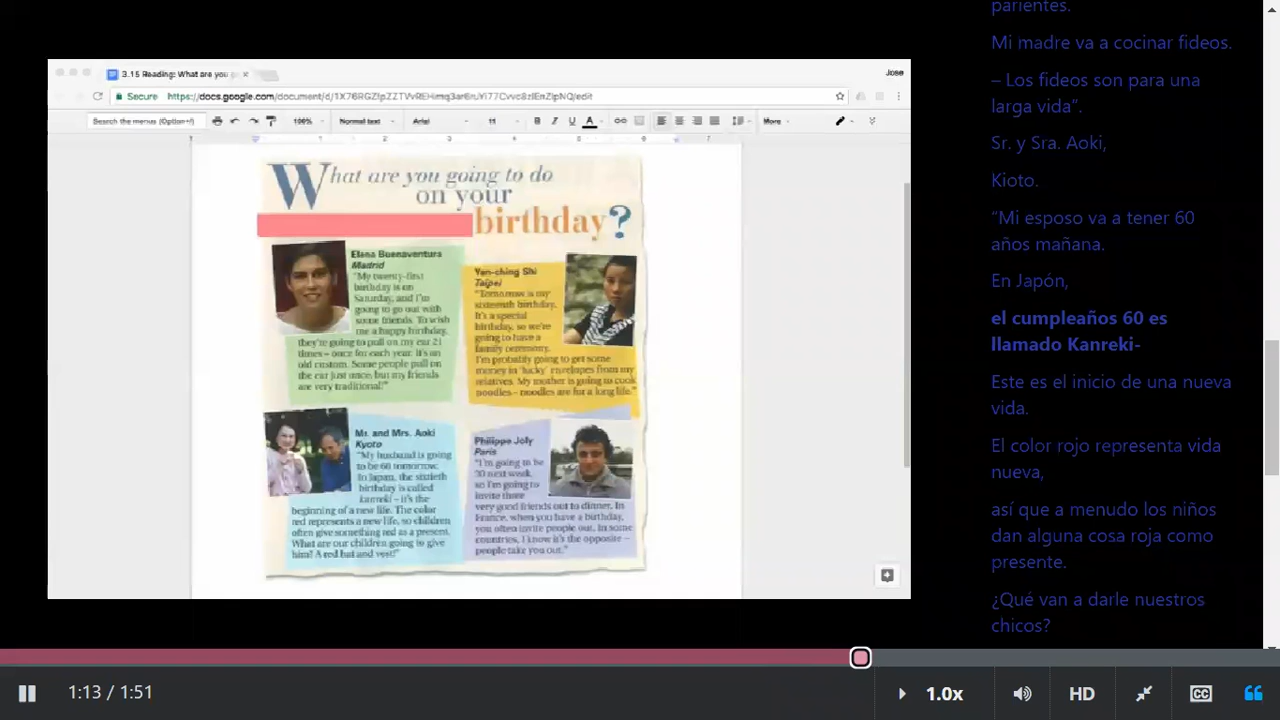 3.15 Reading: What are you g
Jose
Secure
Search the menus (Option+/)
100%
Normal text
Arial
11
B I U A
More
1 2 3 4 5 6 7
What are you going to do
on your
birthday?
Elena Buenaventura
Madrid
"My twenty-first
birthday is on
Saturday, and I'm
going to go out with
some friends. To wish
me a happy birthday,
they're going to pull on my ear 21
times – once for each year. It's an
old custom. Some people pull on
the ear just once, but my friends
are very traditional!"
Yan-ching Shi
Taipei
"Tomorrow is my
sixteenth birthday.
It's a special
birthday, so we're
going to have a
family ceremony.
I'm probably going to get some
money in 'lucky' envelopes from my
relatives. My mother is going to cook
noodles – noodles are for a long life."
Mr. and Mrs. Aoki
Kyoto
"My husband is going
to be 60 tomorrow.
In Japan, the sixtieth
birthday is called
kanreki – it's the
beginning of a new life. The color
red represents a new life, so children
often give something red as a present.
What are our children going to give
him? A red hat and vest!"
Philippe Joly
Paris
"I'm going to be
30 next week,
so I'm going to
invite three
very good friends out to dinner. In
France, when you have a birthday,
you often invite people out. In some
countries, I know it's the opposite –
people take you out."
parientes.
Mi madre va a cocinar fideos.
– Los fideos son para una
larga vida”.
Sr. y Sra. Aoki,
Kioto.
“Mi esposo va a tener 60
años mañana.
En Japón,
el cumpleaños 60 es
llamado Kanreki-
Este es el inicio de una nueva
vida.
El color rojo representa vida
nueva,
así que a menudo los niños
dan alguna cosa roja como
presente.
¿Qué van a darle nuestros
chicos?
1:13 / 1:51
1.0x
HD
CC